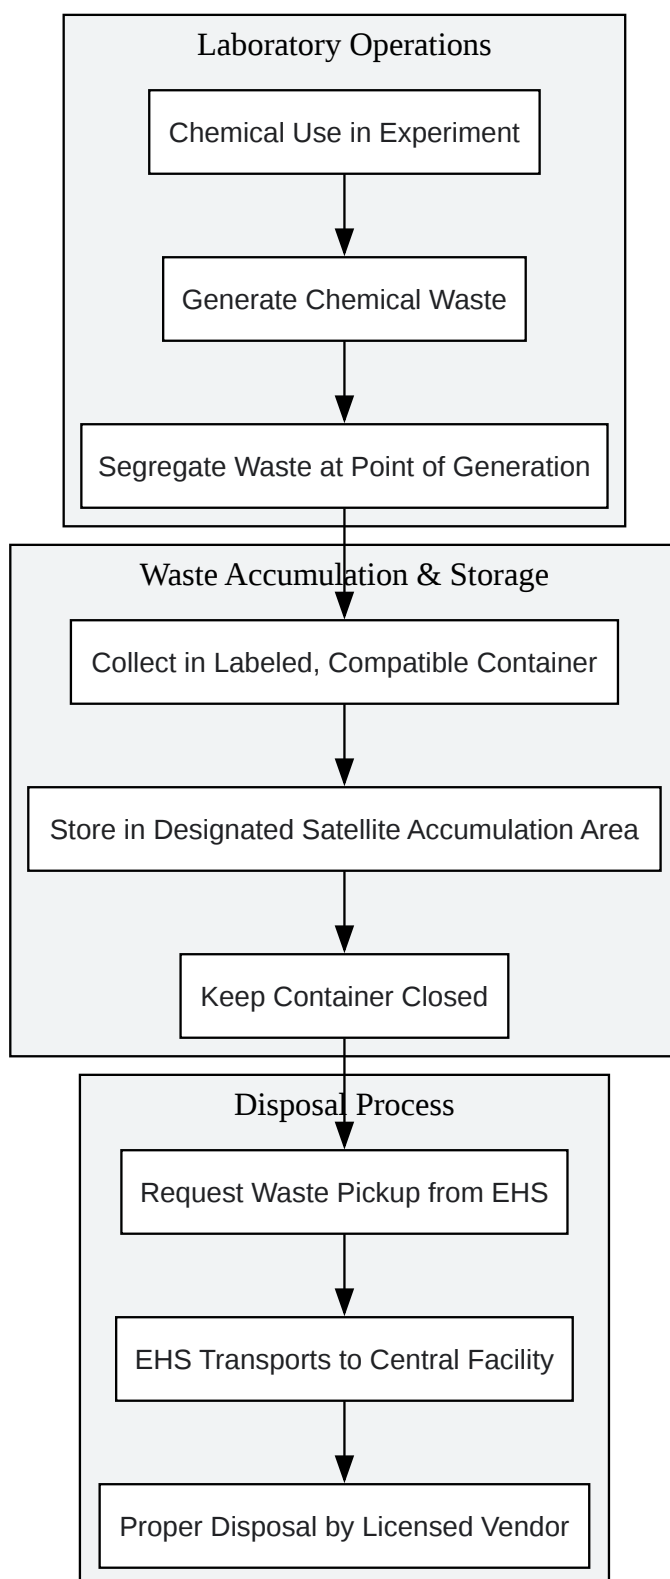 Laboratory Operations
Chemical Use in Experiment
Generate Chemical Waste
Segregate Waste at Point of Generation
Waste Accumulation & Storage
Collect in Labeled, Compatible Container
Store in Designated Satellite Accumulation Area
Keep Container Closed
Disposal Process
Request Waste Pickup from EHS
EHS Transports to Central Facility
Proper Disposal by Licensed Vendor